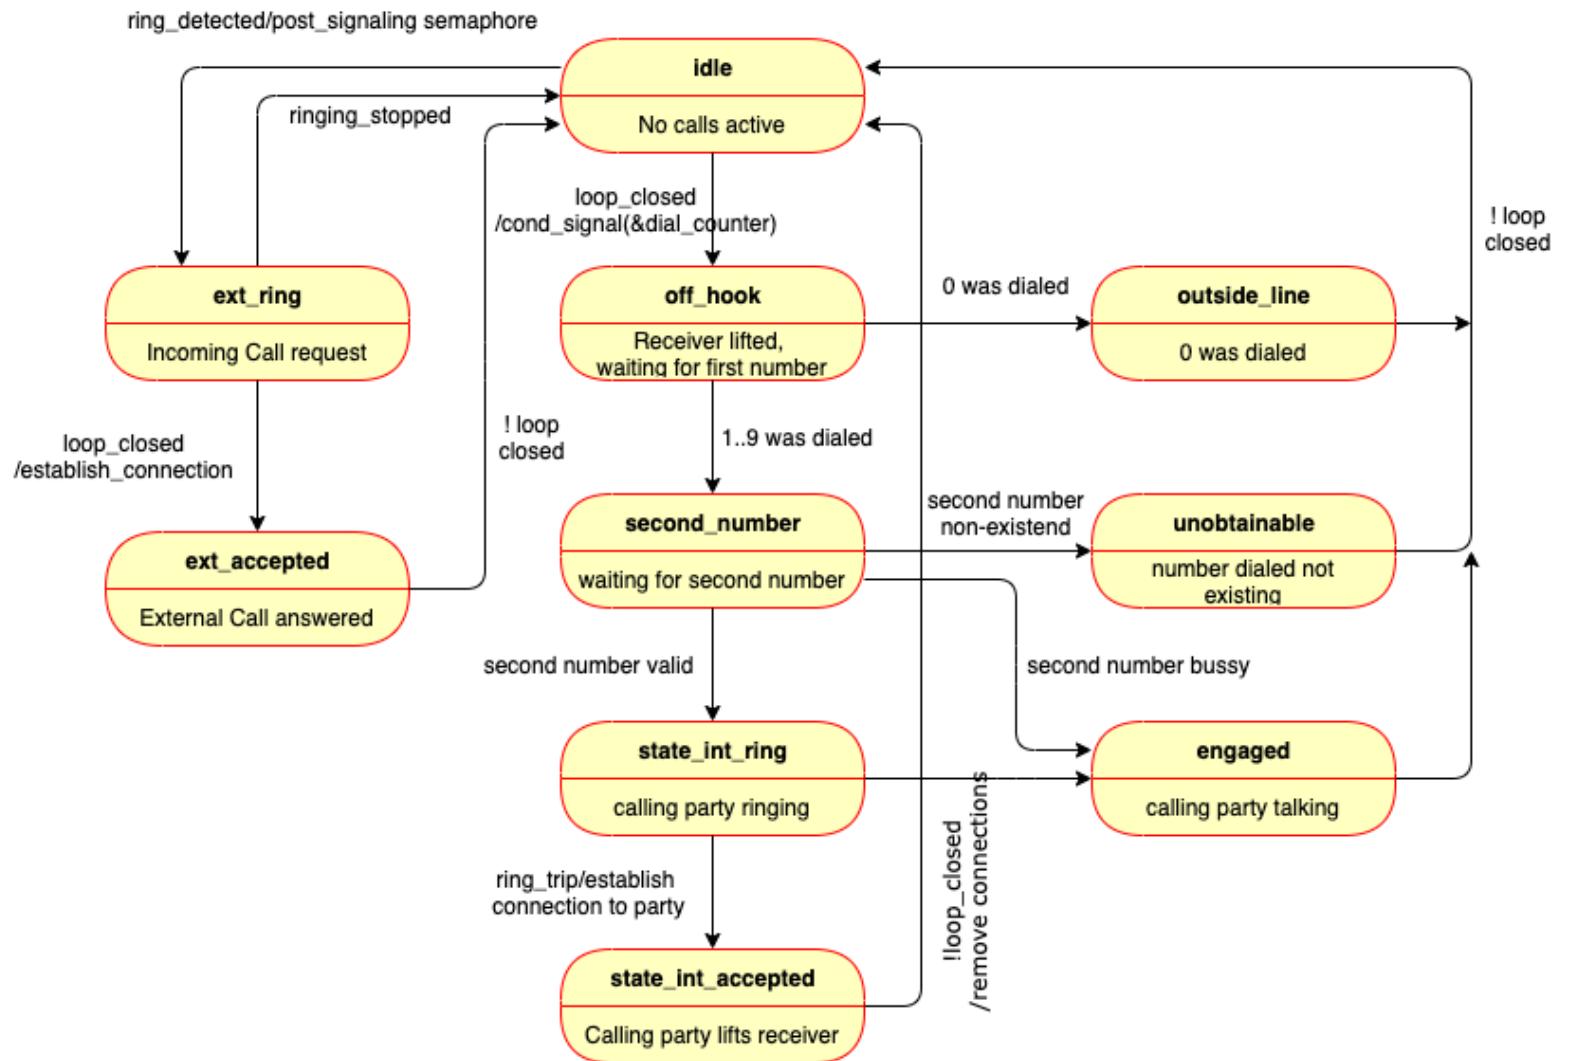 ring_detected/post_signaling semaphore
idle
No calls active
ringing_stopped
loop_closed
/cond_signal(&dial_counter)
! loop
closed
ext_ring
Incoming Call request
off_hook
Receiver lifted,
waiting for first number
0 was dialed
outside_line
0 was dialed
loop_closed
/establish_connection
! loop
closed
1..9 was dialed
ext_accepted
External Call answered
second_number
waiting for second number
second number
non-existend
unobtainable
number dialed not
existing
second number valid
second number bussy
state_int_ring
calling party ringing
engaged
calling party talking
ring_trip/establish
connection to party
!loop_closed
/remove connections
state_int_accepted
Calling party lifts receiver